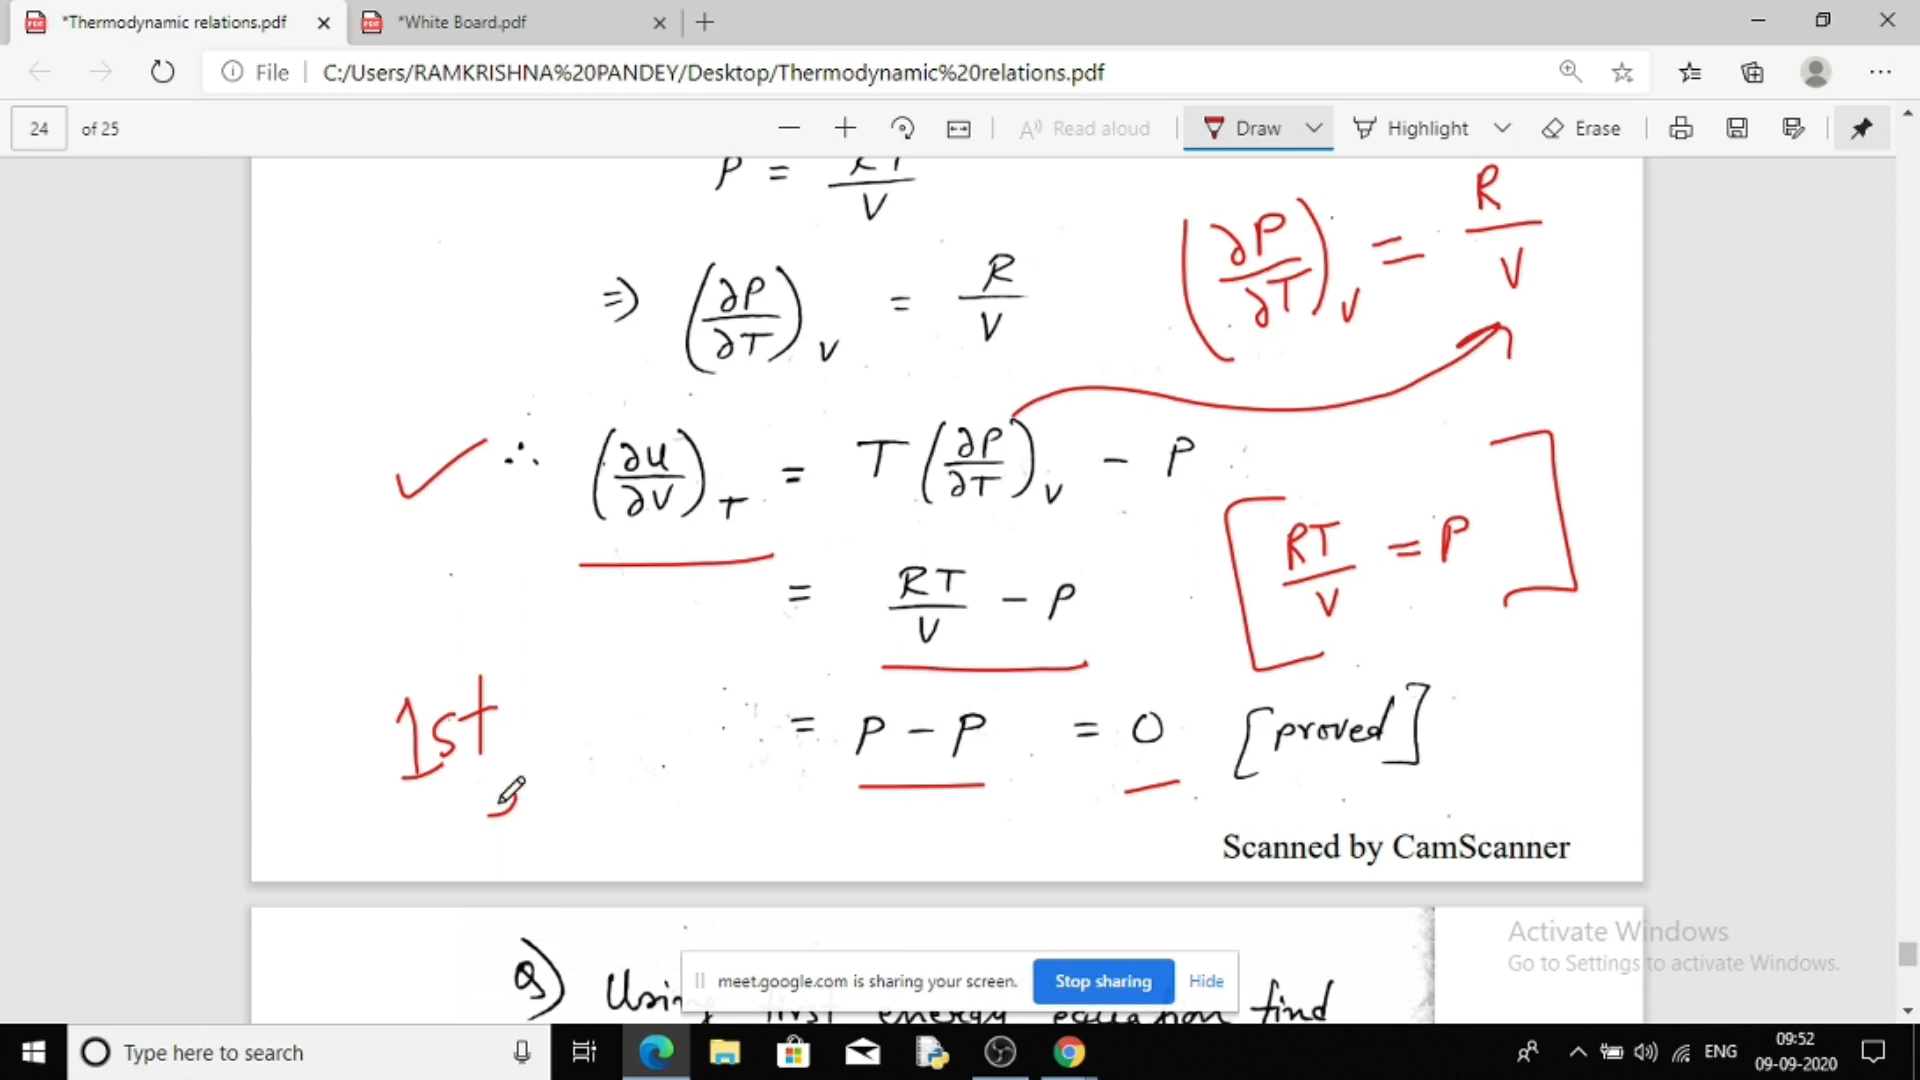 *Thermodynamic relations.pdf
*White Board.pdf
File C:/Users/RAMKRISHNA%20PANDEY/Desktop/Thermodynamic%20relations.pdf
24 of 25 Read aloud Draw Highlight Erase
P = RT/V
(∂P/∂T)V = R/V
⇒ (∂P/∂T)V = R/V
∴ (∂U/∂V)T = T(∂P/∂T)V - P
[RT/V = P]
= RT/V - P
1st
= P - P = 0 [proved]
Scanned by CamScanner
Q) Using first energy equation find
meet.google.com is sharing your screen. Stop sharing Hide
Activate Windows
Go to Settings to activate Windows.
Type here to search
ENG
09:52
09-09-2020